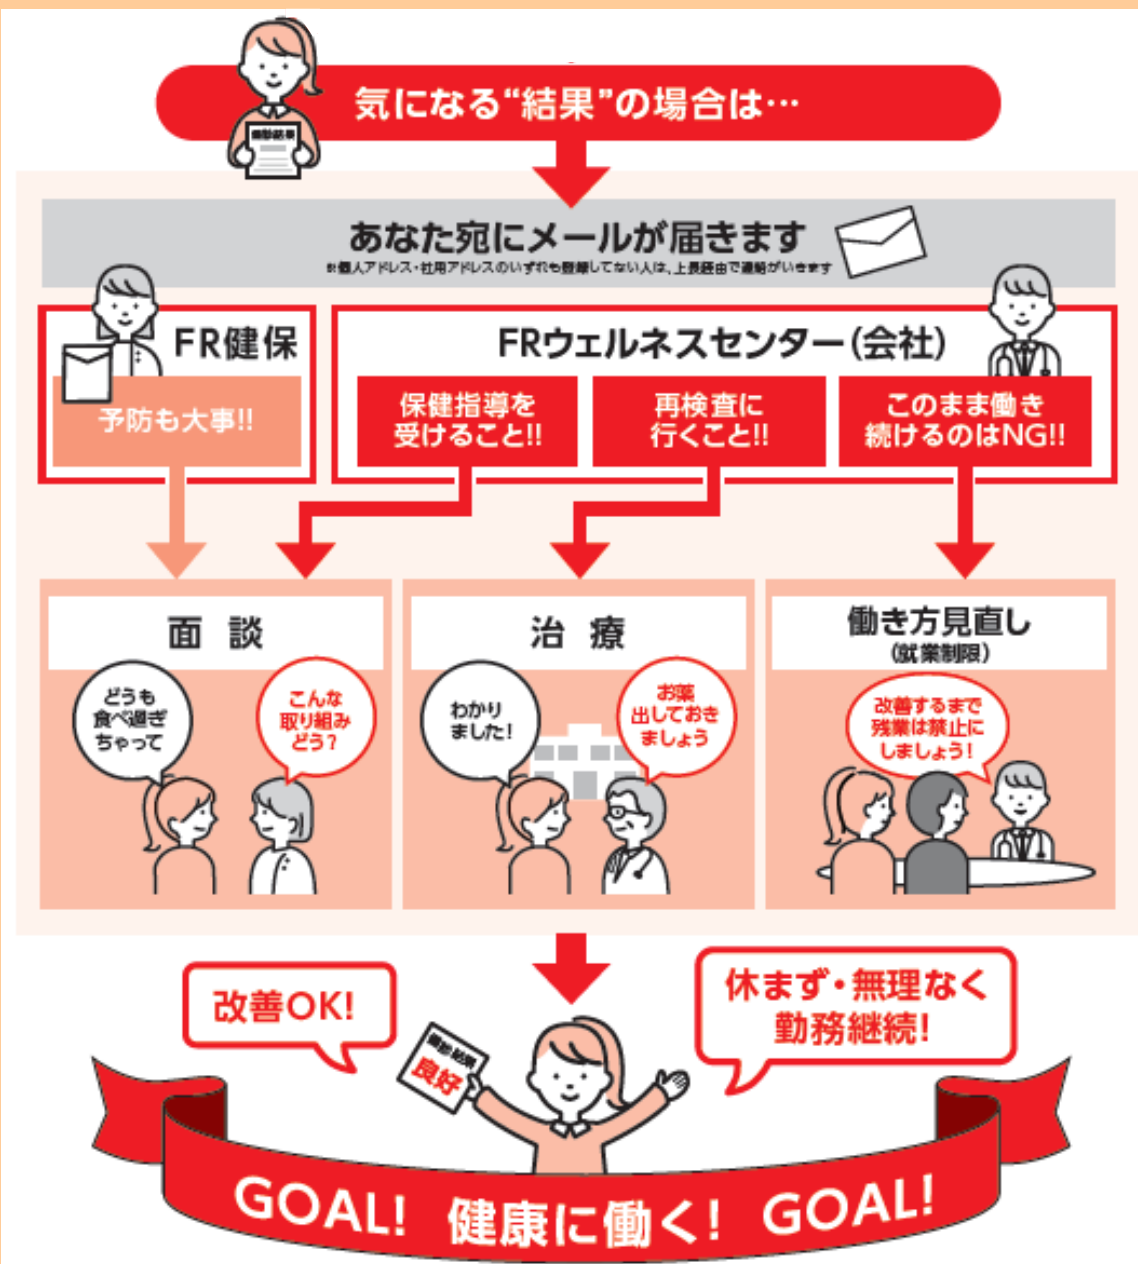 気になる“結果”の場合は…
健診結果
あなた宛にメールが届きます
※個人アドレス・社用アドレスのいずれも登録してない人は、上長経由で連絡がいきます
FR健保
予防も大事!!
FRウェルネスセンター(会社)
保健指導を
受けること!!
再検査に
行くこと!!
このまま働き
続けるのはNG!!
面談
どうも
食べ過ぎ
ちゃって
こんな
取り組み
どう?
治療
わかり
ました!
お薬
出しておき
ましょう
働き方見直し
(就業制限)
改善するまで
残業は禁止に
しましょう!
改善OK!
健診結果
良好
休まず・無理なく
勤務継続!
GOAL! 健康に働く! GOAL!